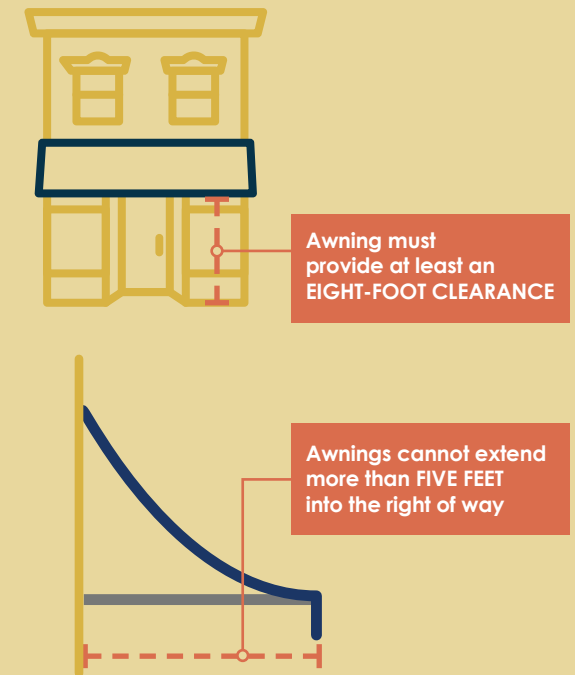 Awning must
provide at least an
EIGHT-FOOT CLEARANCE
Awnings cannot extend
more than FIVE FEET
into the right of way